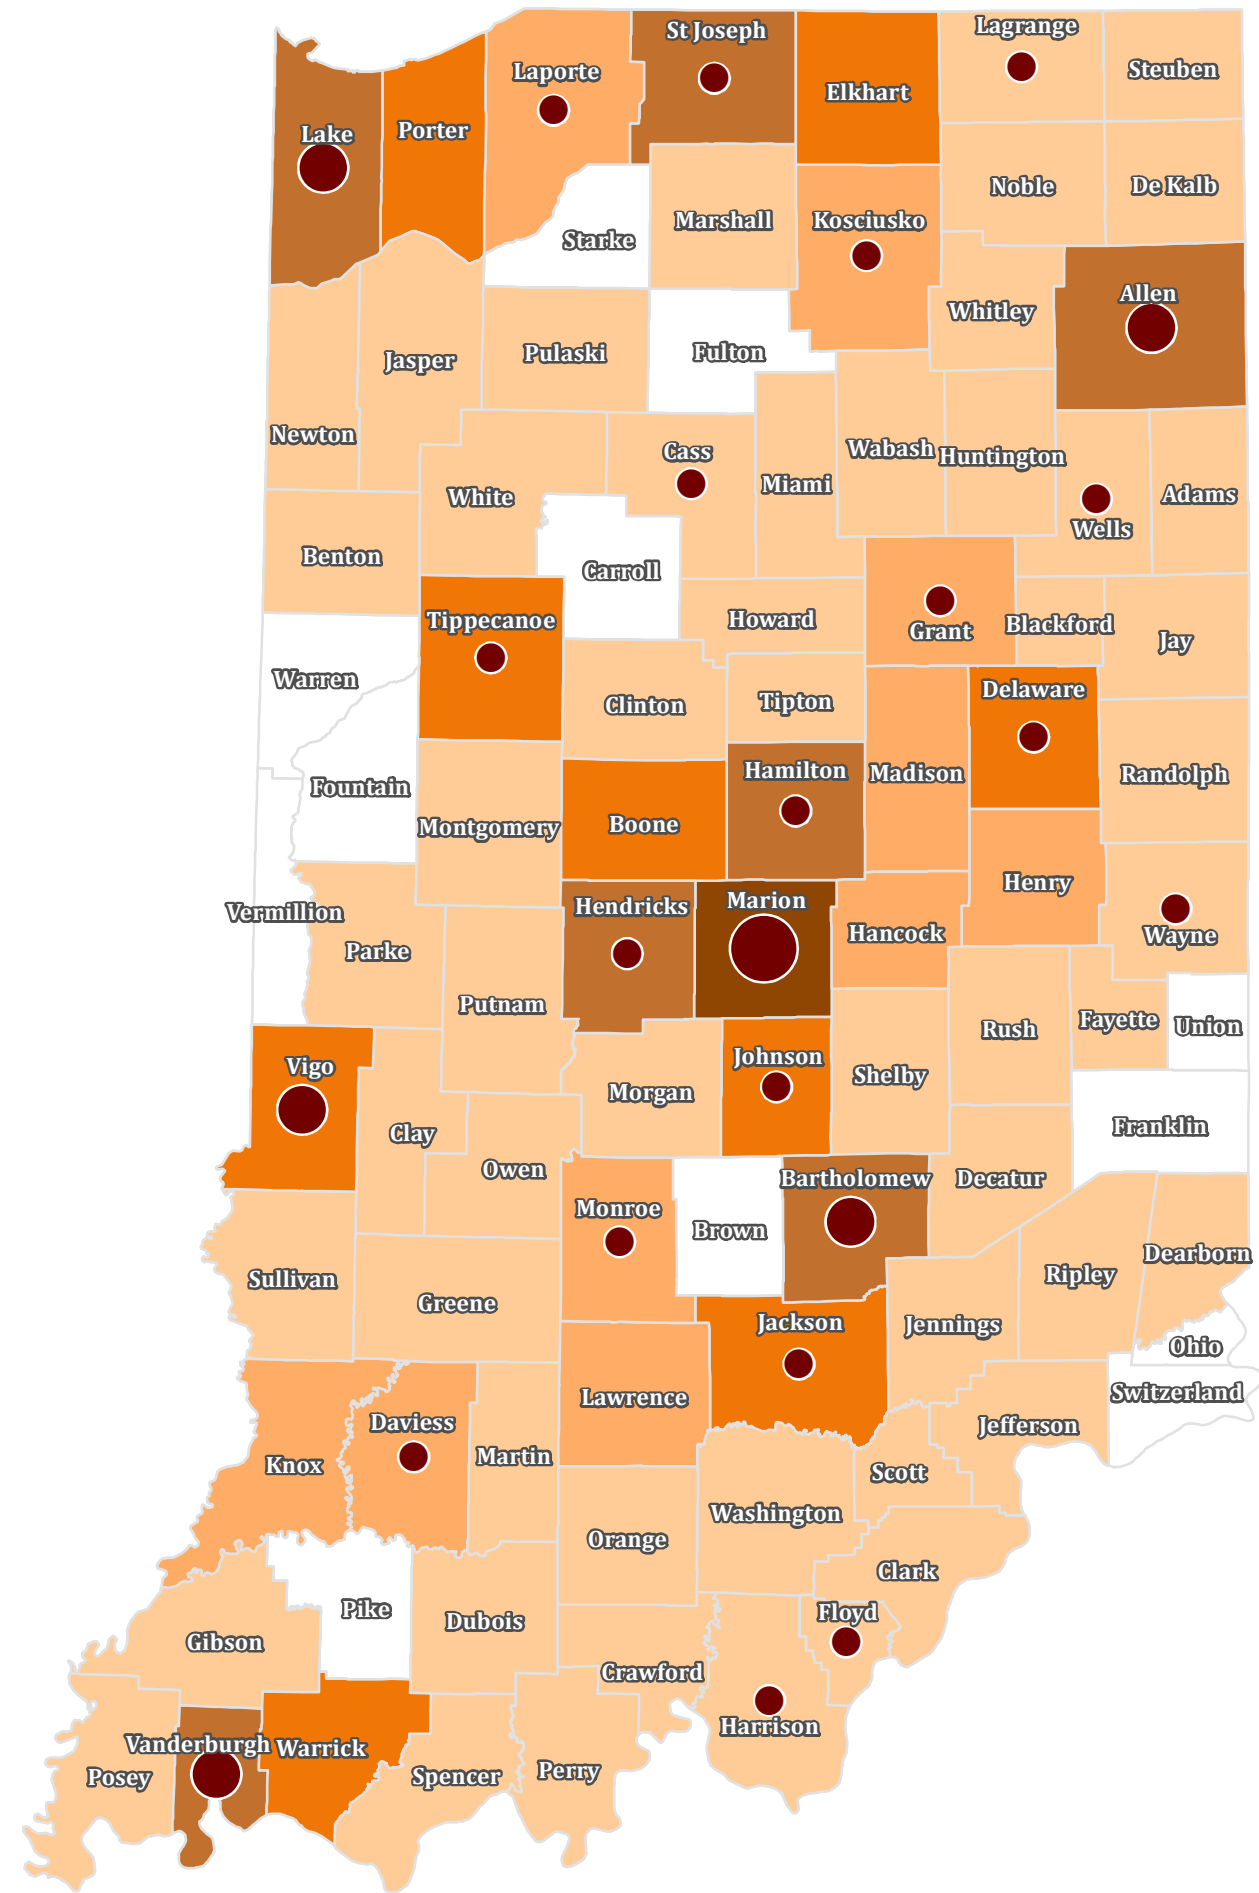 St Joseph
Lagrange
Laporte
Steuben
Elkhart
Porter
Lake
Noble
De Kalb
Marshall
Kosciusko
Starke
Allen
Whitley
Fulton
Pulaski
Jasper
Newton
Cass
Wabash
Huntington
Miami
Adams
White
Wells
Benton
Carroll
Howard
Tippecanoe
Blackford
Grant
Jay
Warren
Delaware
Tipton
Clinton
Hamilton
Madison
Randolph
Fountain
Boone
Montgomery
Henry
Marion
Hendricks
Vermillion
Hancock
Wayne
Parke
Putnam
Fayette
Union
Rush
Johnson
Vigo
Shelby
Morgan
Franklin
Clay
Owen
Bartholomew
Decatur
Monroe
Brown
Dearborn
Ripley
Sullivan
Greene
Jackson
Jennings
Ohio
Switzerland
Lawrence
Daviess
Jefferson
Martin
Knox
Scott
Washington
Orange
Clark
Pike
Floyd
Dubois
Gibson
Crawford
Harrison
Vanderburgh
Warrick
Perry
Spencer
Posey